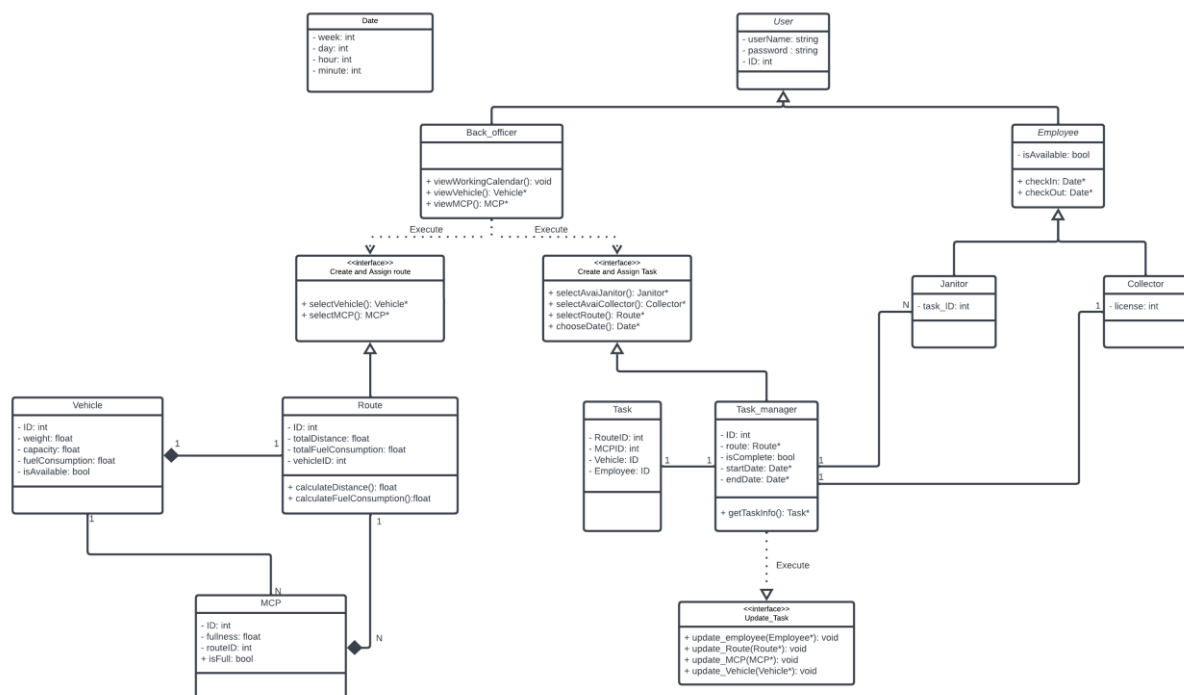 Date
- week: int
- day: int
- hour: int
- minute: int
User
- userName: string
- password : string
- ID: int
Back_officer
+ viewWorkingCalendar(): void
+ viewVehicle(): Vehicle*
+ viewMCP(): MCP*
Employee
- isAvailable: bool
+ checkIn: Date*
+ checkOut: Date*
Execute
Execute
<<interface>>
Create and Assign route
+ selectVehicle(): Vehicle*
+ selectMCP(): MCP*
<<interface>>
Create and Assign Task
+ selectAvaiJanitor(): Janitor*
+ selectAvaiCollector(): Collector*
+ selectRoute(): Route*
+ chooseDate(): Date*
Janitor
- task_ID: int
N
Collector
- license: int
1
Vehicle
- ID: int
- weight: float
- capacity: float
- fuelConsumption: float
- isAvailable: bool
1
1
1
Route
- ID: int
- totalDistance: float
- totalFuelConsumption: float
- vehicleID: int
+ calculateDistance(): float
+ calculateFuelConsumption():float
1
Task
- RouteID: int
- MCPID: int
- Vehicle: ID
- Employee: ID
1
1
Task_manager
- ID: int
- route: Route*
- isComplete: bool
- startDate: Date*
- endDate: Date*
+ getTaskInfo(): Task*
1
1
Execute
N
MCP
- ID: int
- fullness: float
- routeID: int
+ isFull: bool
N
<<interface>>
Update_Task
+ update_employee(Employee*): void
+ update_Route(Route*): void
+ update_MCP(MCP*): void
+ update_Vehicle(Vehicle*): void